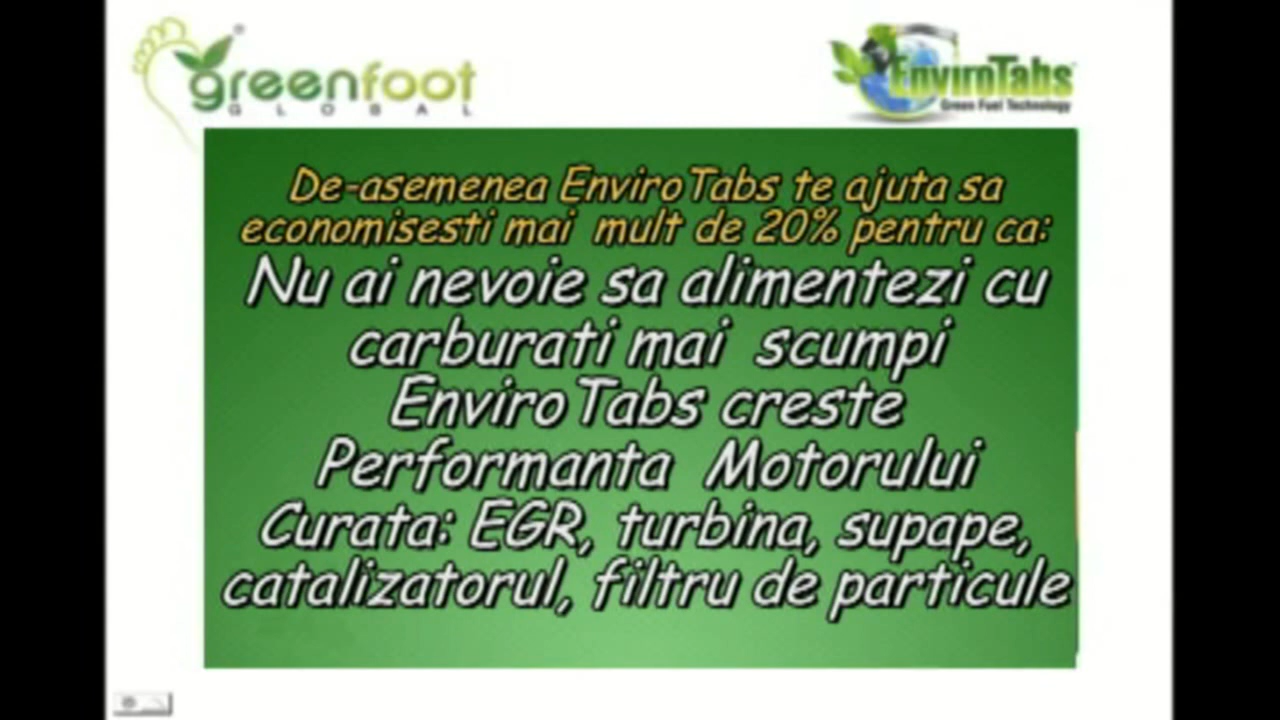 greenfoot
GLOBAL
EnviroTabs
Green Fuel Technology
De-asemenea EnviroTabs te ajuta sa
economisesti mai mult de 20% pentru ca:
Nu ai nevoie sa alimentezi cu
carburati mai scumpi
EnviroTabs creste
Performanta Motorului
Curata: EGR, turbina, supape,
catalizatorul, filtru de particule